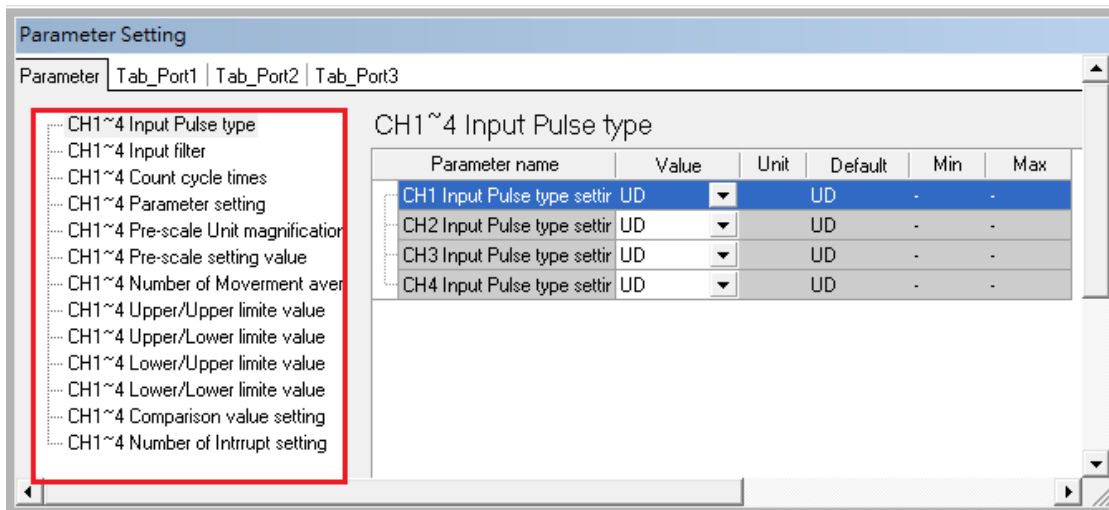 Parameter Setting
Parameter Tab_Port1 Tab_Port2 Tab_Port3
CH1~4 Input Pulse type
CH1~4 Input filter
CH1~4 Count cycle times
CH1~4 Parameter setting
CH1~4 Pre-scale Unit magnification
CH1~4 Pre-scale setting value
CH1~4 Number of Moverment aver
CH1~4 Upper/Upper limite value
CH1~4 Upper/Lower limite value
CH1~4 Lower/Upper limite value
CH1~4 Lower/Lower limite value
CH1~4 Comparison value setting
CH1~4 Number of Intrrupt setting
CH1~4 Input Pulse type
Parameter name Value Unit Default Min Max
CH1 Input Pulse type settir UD UD - -
CH2 Input Pulse type settir UD UD - -
CH3 Input Pulse type settir UD UD - -
CH4 Input Pulse type settir UD UD - -